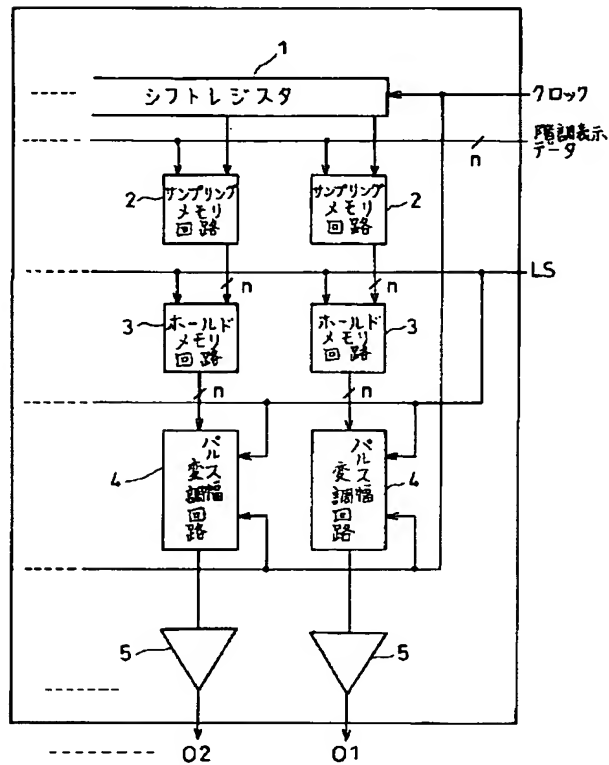 1
シフトレジスタ
クロック
階調表示
データ
n
2
サンプリング
メモリ
回路
サンプリング
メモリ
回路
2
LS
n
n
3
ホールド
メモリ
回路
ホールド
メモリ
回路
3
n
n
4
パルス幅
変調回路
パルス幅
変調回路
4
5
5
O2
O1